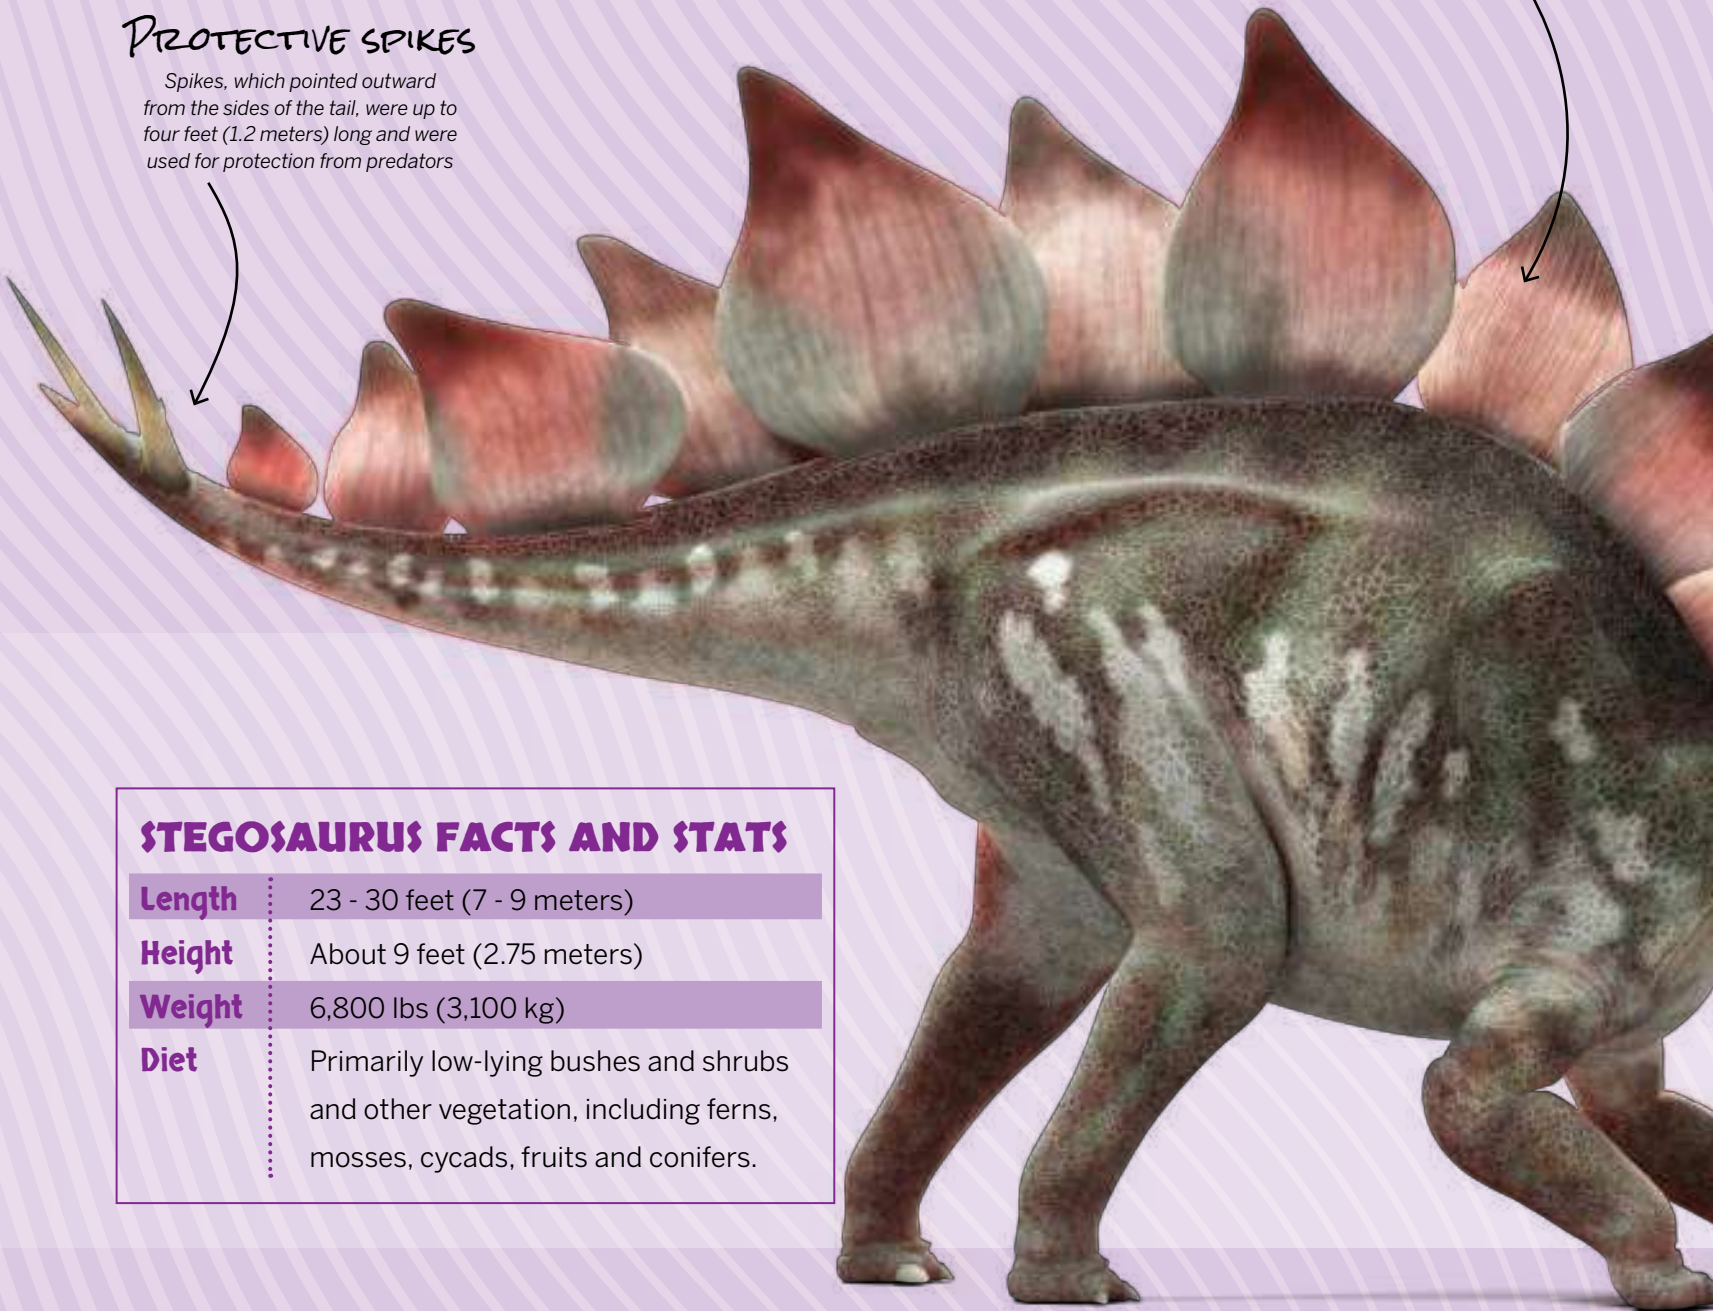 PROTECTIVE SPIKES
Spikes, which pointed outward
from the sides of the tail, were up to
four feet (1.2 meters) long and were
used for protection from predators
STEGOSAURUS FACTS AND STATS
Length 23 - 30 feet (7 - 9 meters)
Height About 9 feet (2.75 meters)
Weight 6,800 lbs (3,100 kg)
Diet Primarily low-lying bushes and shrubs
and other vegetation, including ferns,
mosses, cycads, fruits and conifers.